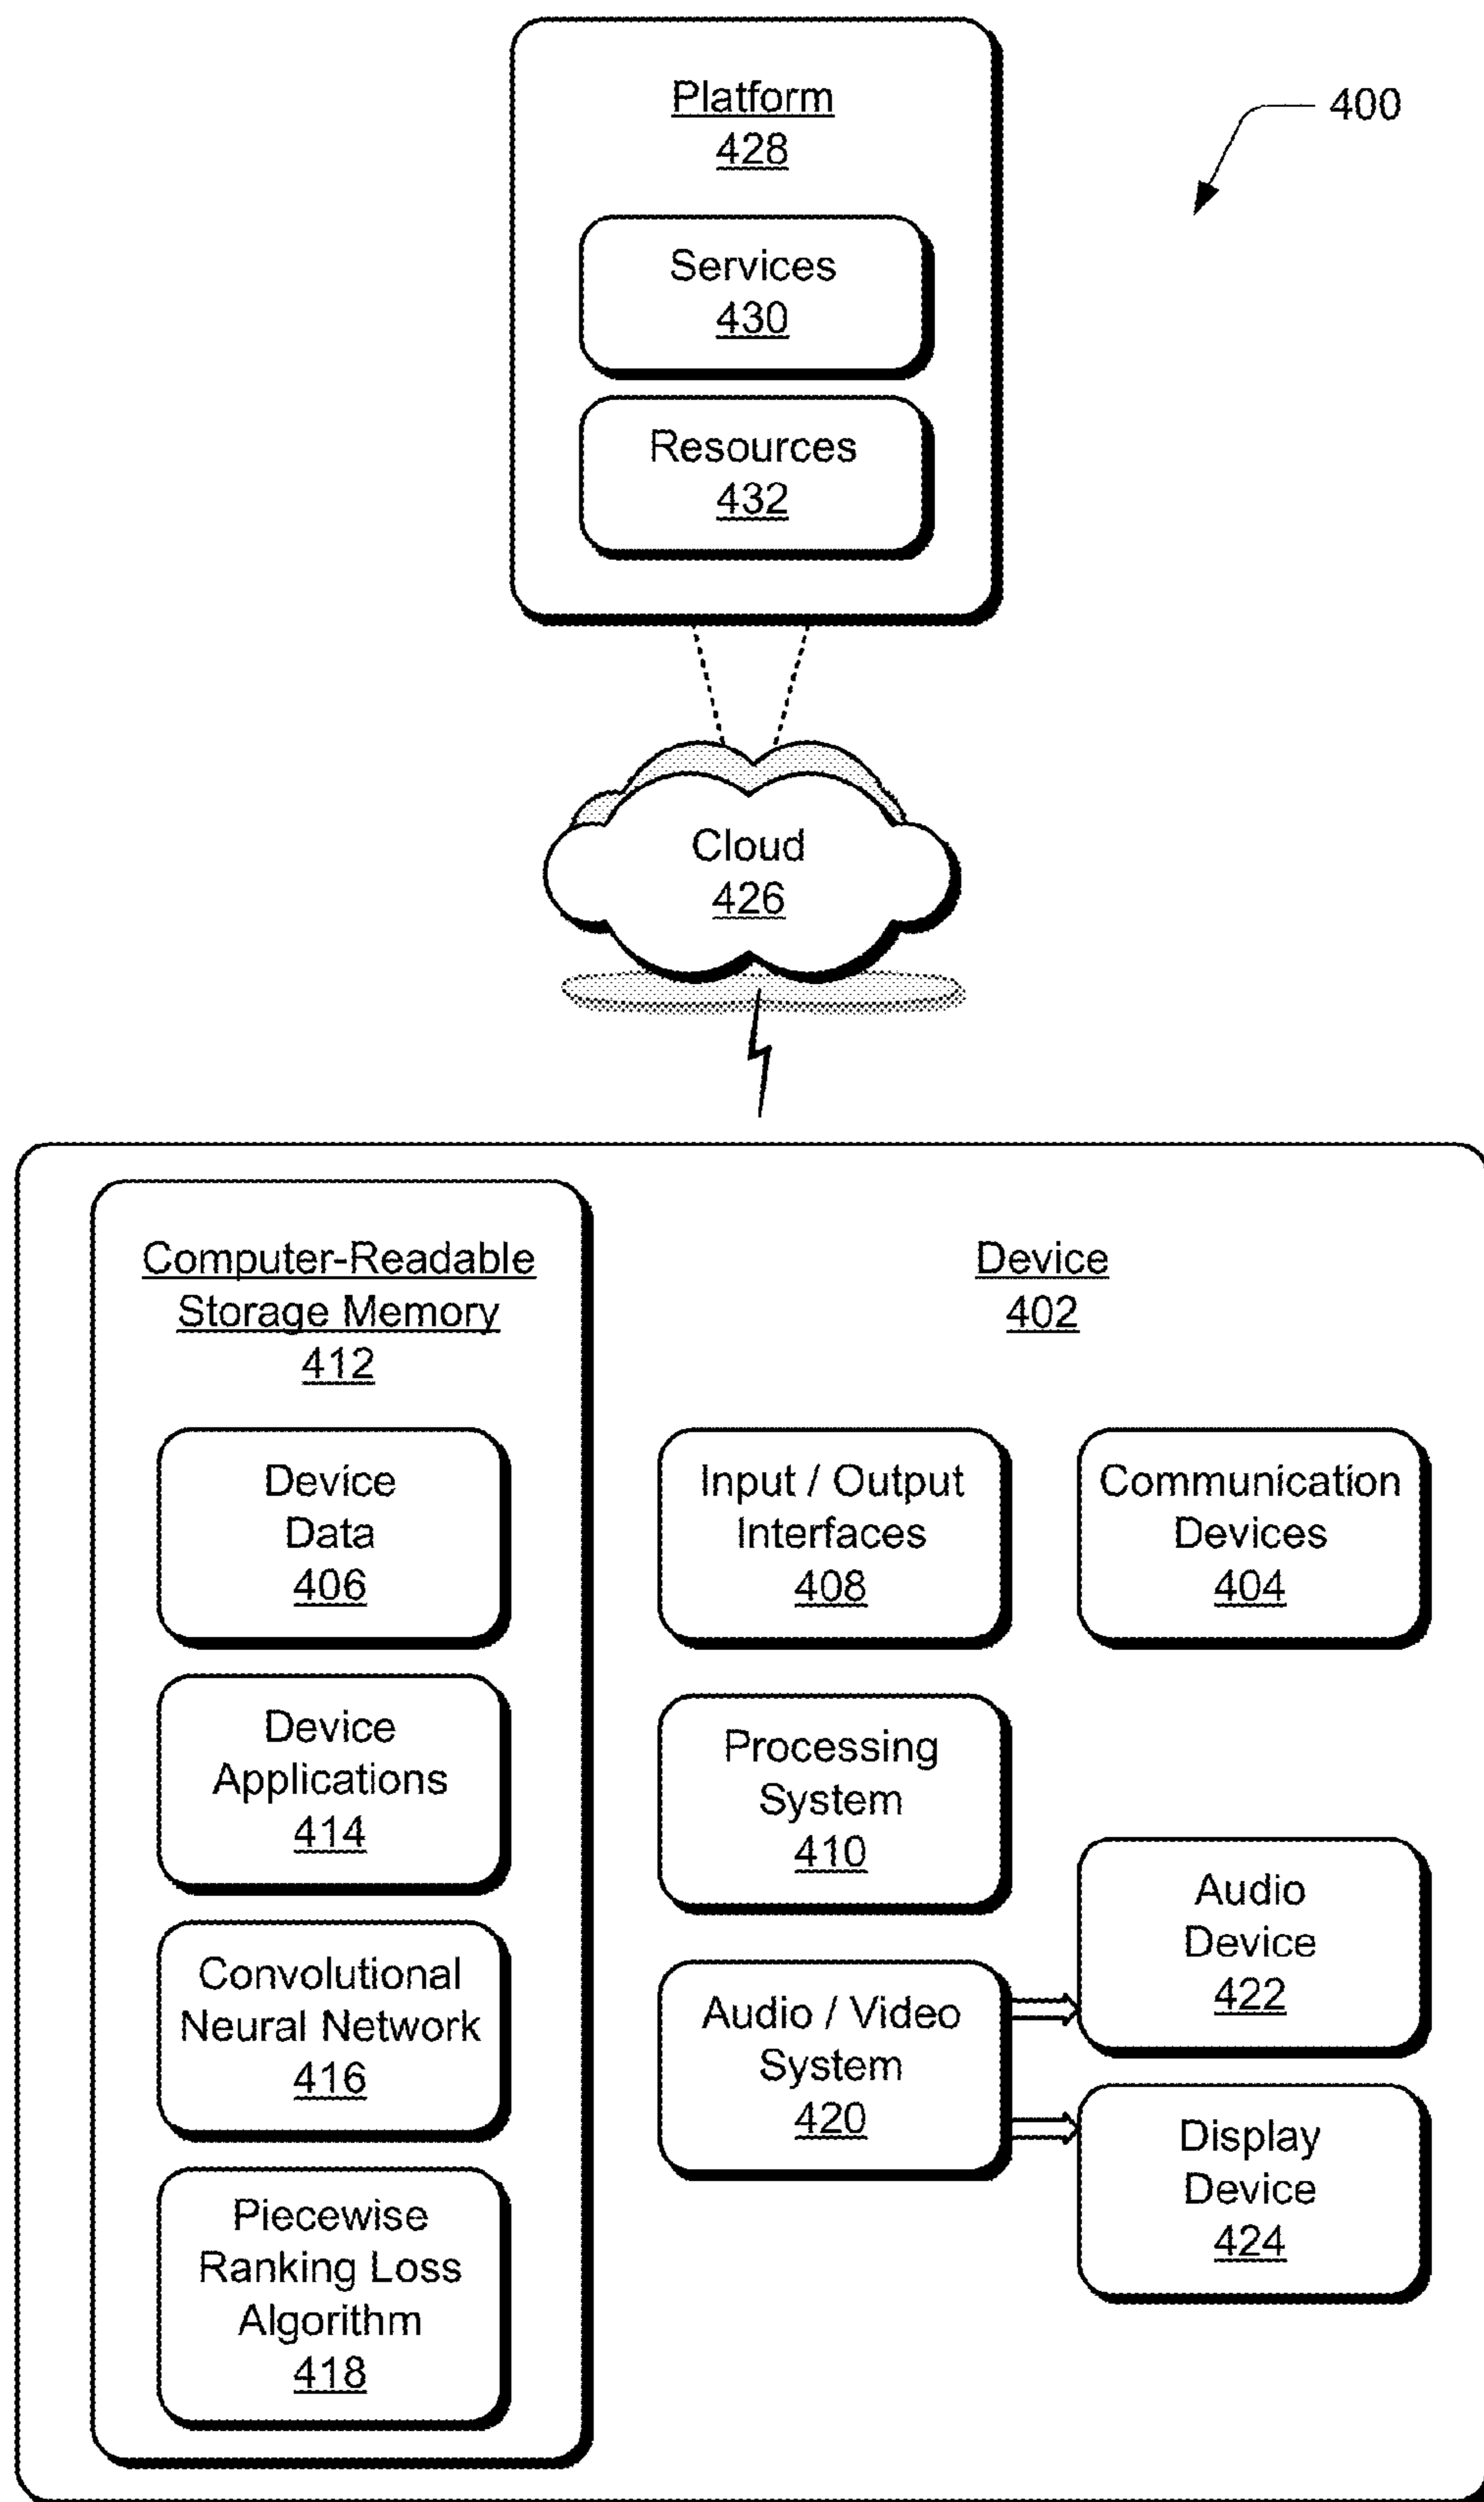 Platform
428
400
Services
430
Resources
432
Cloud
426
Computer-Readable
Storage Memory
412
Device
402
Device
Data
406
Input / Output
Interfaces
408
Communication
Devices
404
Device
Applications
414
Processing
System
410
Audio
Device
422
Convolutional
Neural Network
416
Audio / Video
System
420
Display
Device
424
Piecewise
Ranking Loss
Algorithm
418